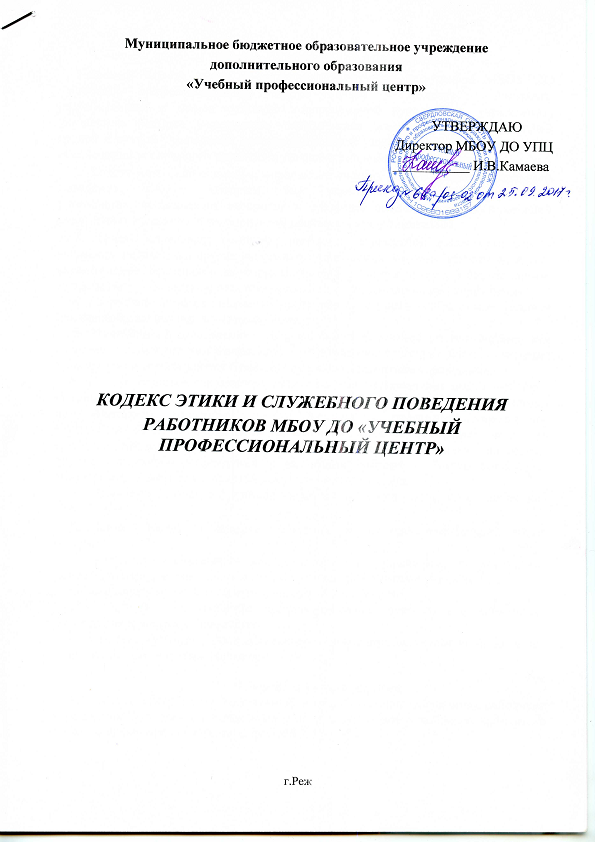 Муниципальное бюджетное образовательное учреждение
дополнительного образования
«Учебный профессиональный центр»
УТВЕРЖДАЮ
Директор МБОУ ДО УПЦ
И.В.Камаева
Приказ от 25.09.2017г
КОДЕКС ЭТИКИ И СЛУЖЕБНОГО ПОВЕДЕНИЯ
РАБОТНИКОВ МБОУ ДО «УЧЕБНЫЙ
ПРОФЕССИОНАЛЬНЫЙ ЦЕНТР»
г.Реж